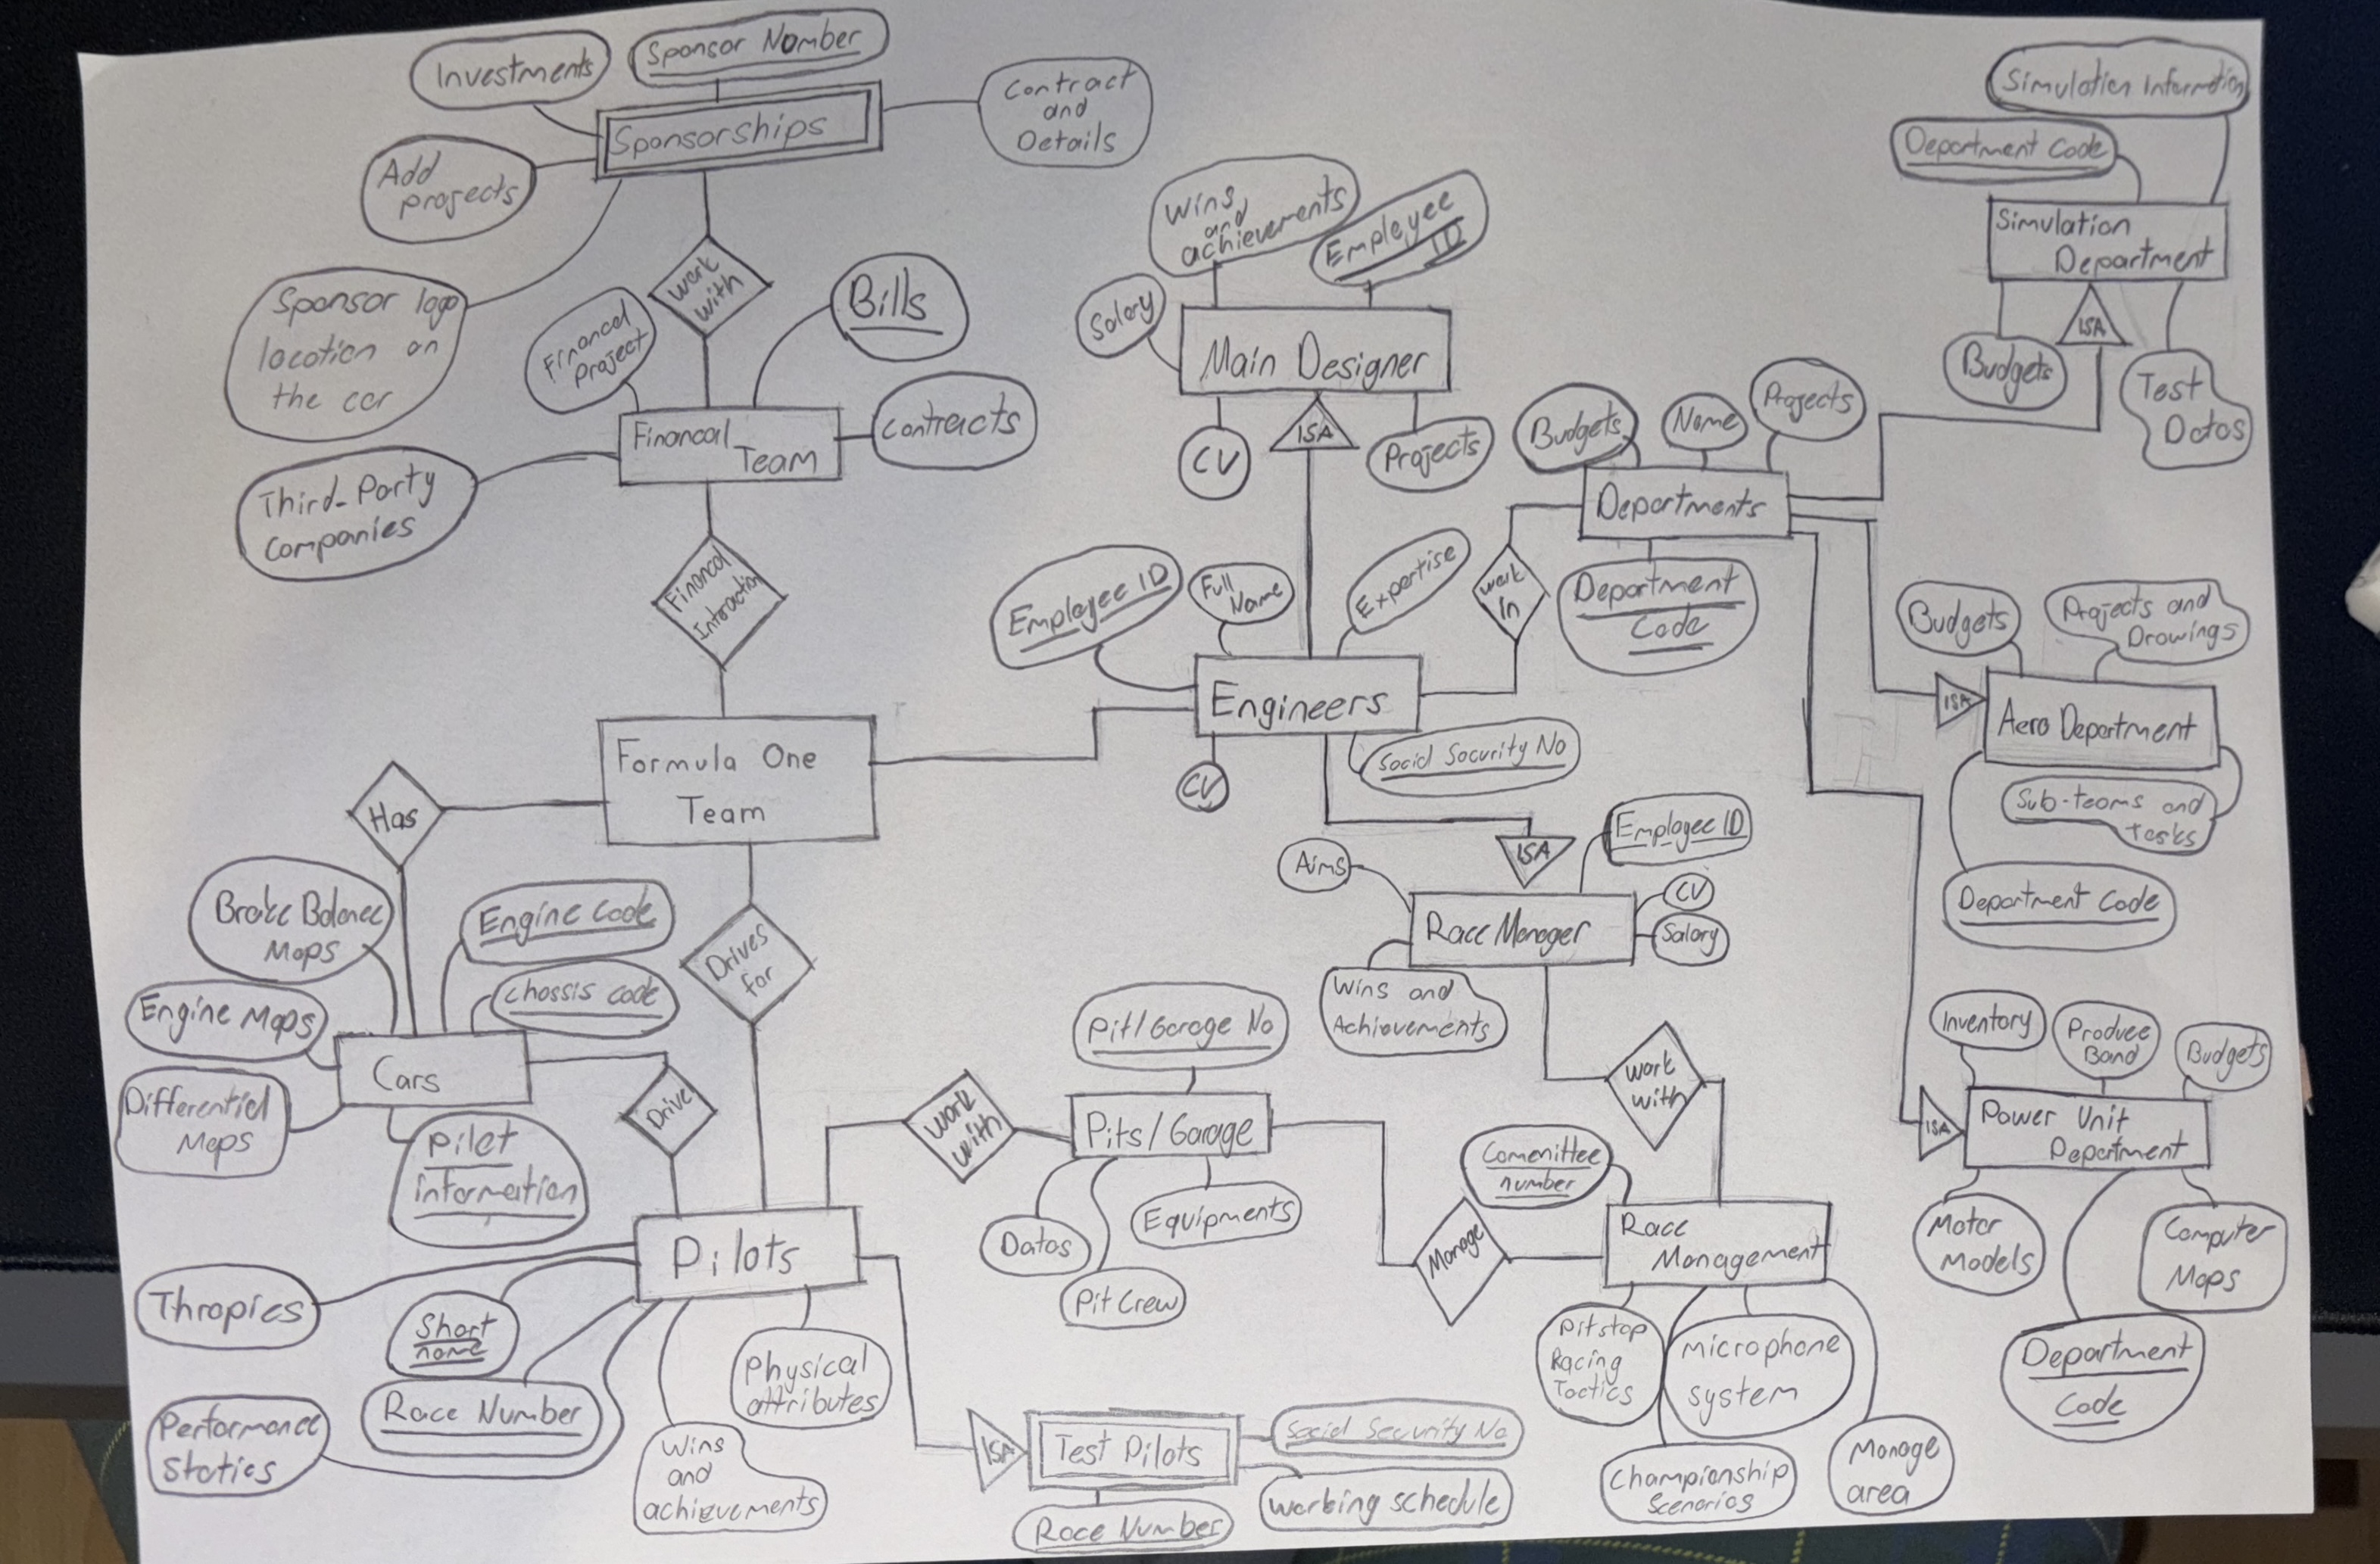 Investments
Sponsor Number
Contract
and
Details
Sponsorships
Add
projects
Sponsor logo
location on
the car
Work
with
Financal
Project
Bills
Financal
Team
Contracts
Third-Party
Companies
Financal
Intraction
Formula One
Team
Has
Brake Balance
Maps
Engine Code
Chassis code
Engine Maps
Cars
Differential
Maps
Pilot
information
Drive
Drives
for
Pilots
Thropies
Short
name
Race Number
Performance
Statics
Wins
and
achievements
Physical
attributes
Work
with
Pit/Garage No
Pits/Garage
Datas
Equipments
Pit Crew
ISA
Test Pilots
Social Security No
Working schedule
Race Number
Wins
and
achievements
Employee
ID
Salary
Main Designer
CV
ISA
Projects
Employee ID
Full
Name
Expertise
Engineers
CV
Social Security No
Work
In
Budgets
Name
Projects
Departments
Department
Code
ISA
Aims
Employee ID
CV
Salary
Race Manager
Wins and
Achievements
Work
with
Committee
number
Manage
Race
Management
Pitstop
Racing
Tactics
microphone
system
Championship
Scenarios
Manage
area
Simulation Information
Department Code
Simulation
Department
ISA
Budgets
Test
Datas
Budgets
Projects and
Drawings
ISA
Aero Department
Sub-teams and
tasks
Department Code
Inventory
Produce
Band
Budgets
ISA
Power Unit
Department
Motor
Models
Computer
Maps
Department
Code